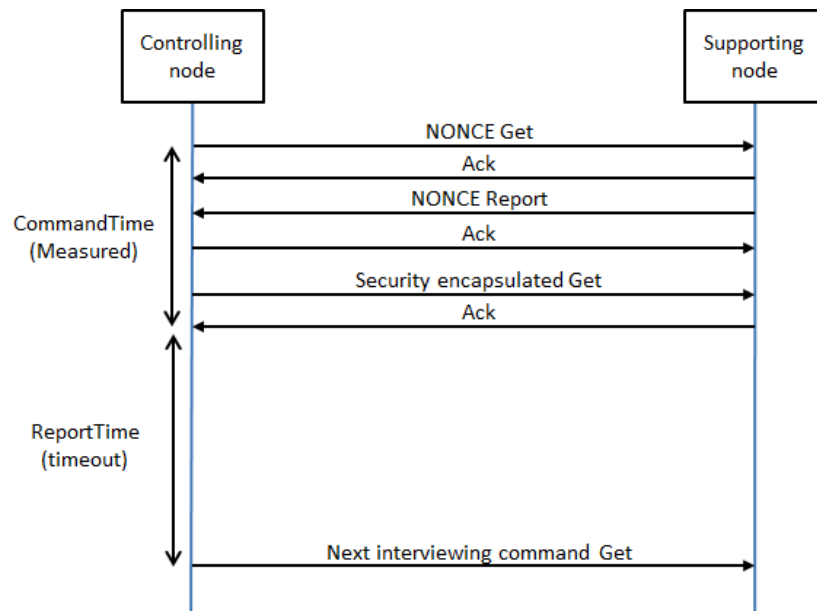 Controlling
node
Supporting
node
NONCE Get
Ack
NONCE Report
CommandTime
(Measured)
Ack
Security encapsulated Get
Ack
ReportTime
(timeout)
Next interviewing command Get